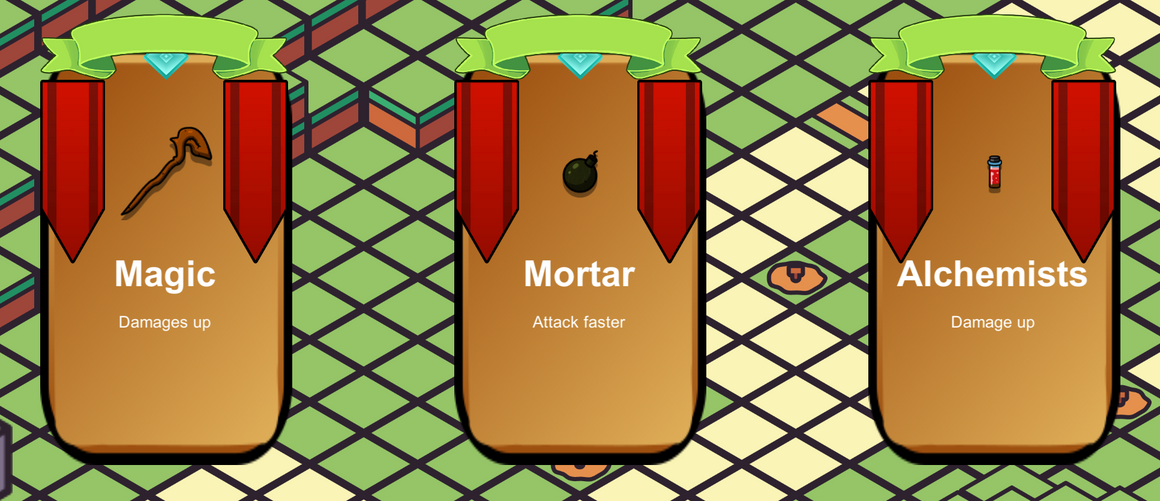 Magic
Damages up
Mortar
Attack faster
Alchemists
Damage up